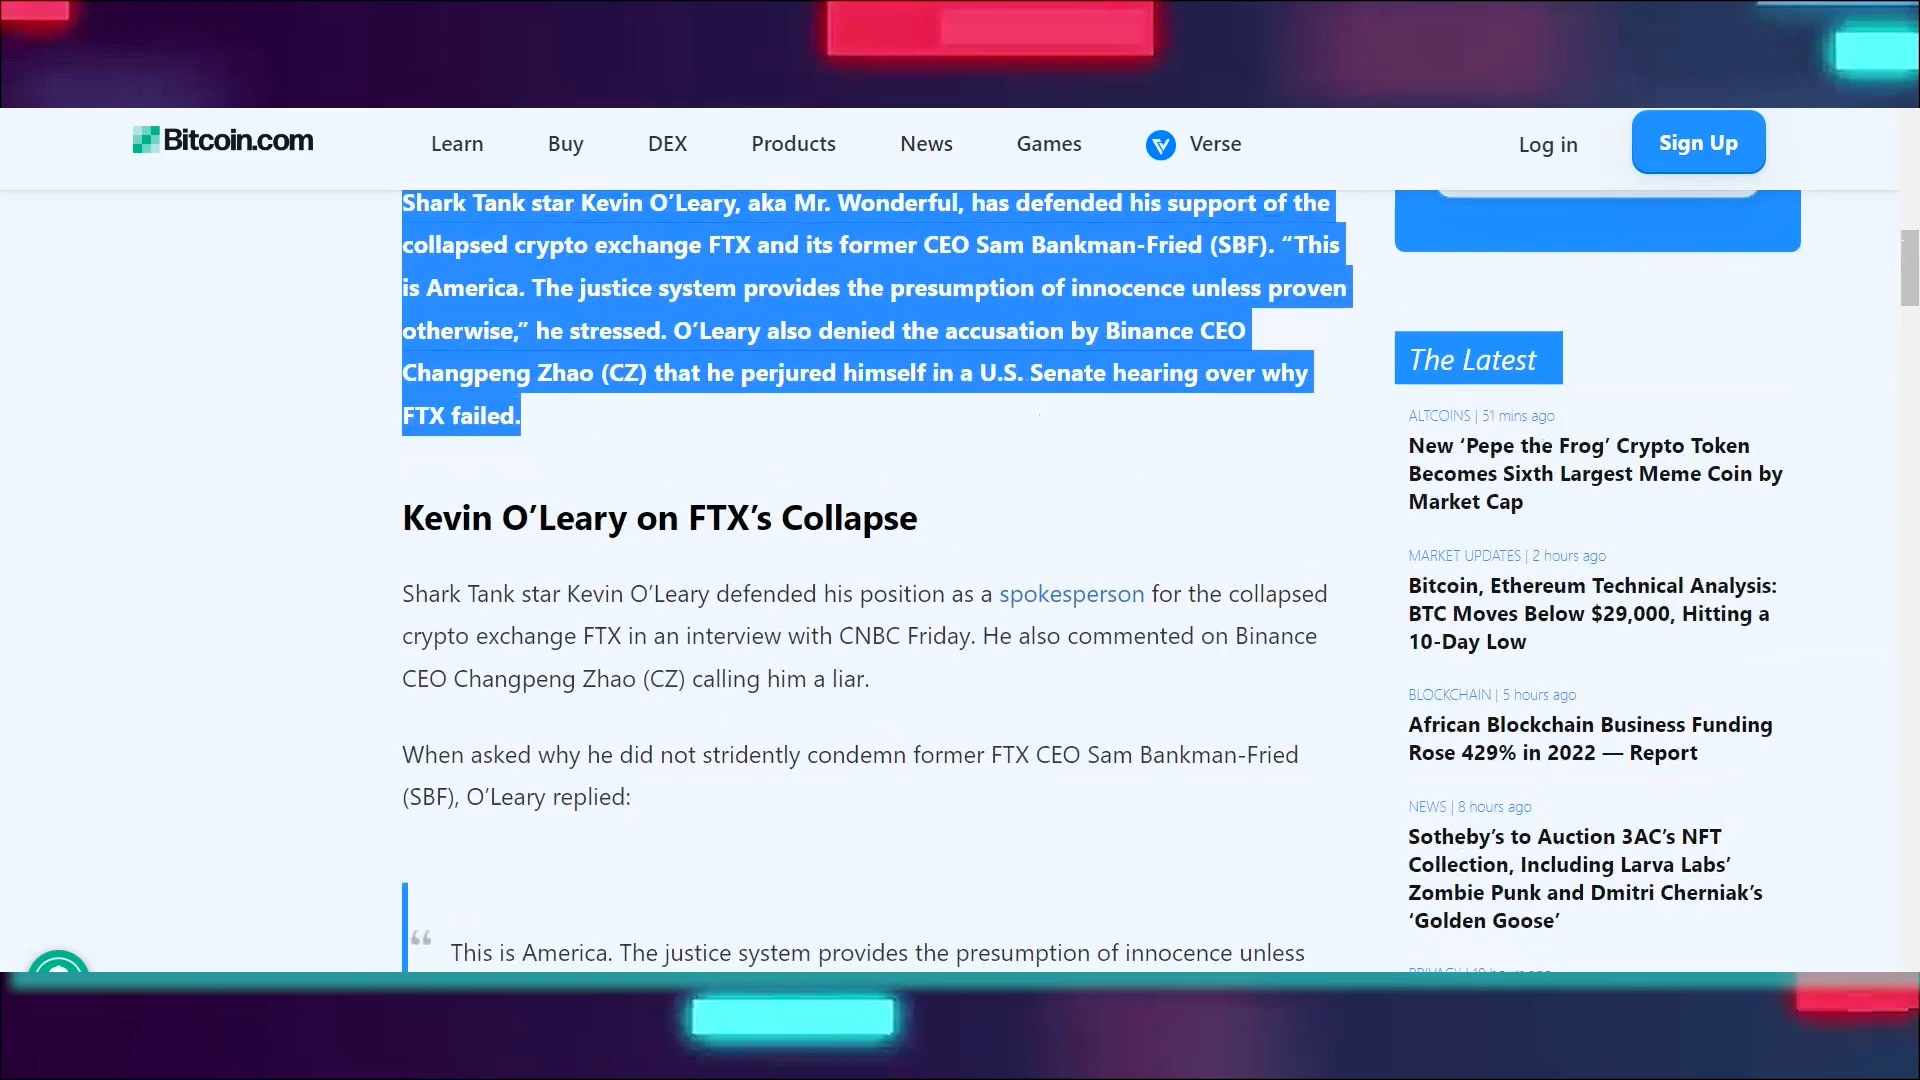 Bitcoin.com
Learn Buy DEX Products News Games Verse Log in Sign Up
Shark Tank star Kevin O’Leary, aka Mr. Wonderful, has defended his support of the
collapsed crypto exchange FTX and its former CEO Sam Bankman-Fried (SBF). “This
is America. The justice system provides the presumption of innocence unless proven
otherwise,” he stressed. O’Leary also denied the accusation by Binance CEO
Changpeng Zhao (CZ) that he perjured himself in a U.S. Senate hearing over why
FTX failed.
Kevin O’Leary on FTX’s Collapse
Shark Tank star Kevin O’Leary defended his position as a spokesperson for the collapsed
crypto exchange FTX in an interview with CNBC Friday. He also commented on Binance
CEO Changpeng Zhao (CZ) calling him a liar.
When asked why he did not stridently condemn former FTX CEO Sam Bankman-Fried
(SBF), O’Leary replied:
“ This is America. The justice system provides the presumption of innocence unless
The Latest
ALTCOINS | 51 mins ago
New ‘Pepe the Frog’ Crypto Token
Becomes Sixth Largest Meme Coin by
Market Cap
MARKET UPDATES | 2 hours ago
Bitcoin, Ethereum Technical Analysis:
BTC Moves Below $29,000, Hitting a
10-Day Low
BLOCKCHAIN | 5 hours ago
African Blockchain Business Funding
Rose 429% in 2022 — Report
NEWS | 8 hours ago
Sotheby’s to Auction 3AC’s NFT
Collection, Including Larva Labs’
Zombie Punk and Dmitri Cherniak’s
‘Golden Goose’